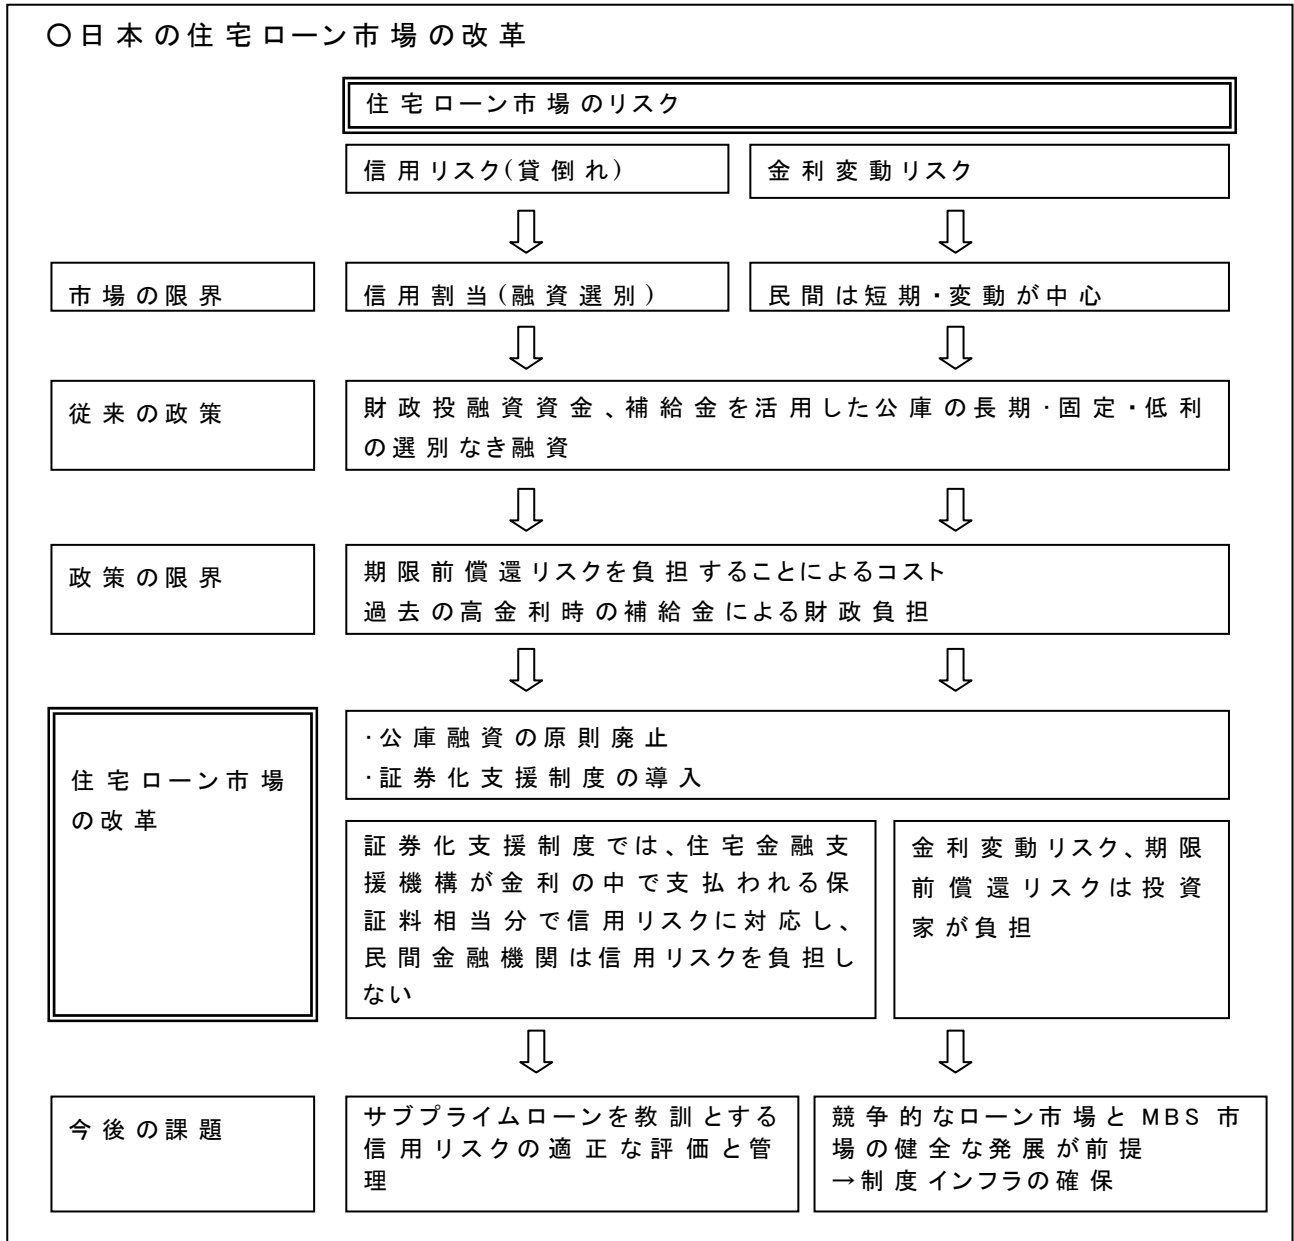 〇日本の住宅ローン市場の改革
住宅ローン市場のリスク
信用リスク(貸倒れ)
金利変動リスク
市場の限界
信用割当(融資選別)
民間は短期・変動が中心
従来の政策
財政投融資資金、補給金を活用した公庫の長期・固定・低利
の選別なき融資
政策の限界
期限前償還リスクを負担することによるコスト
過去の高金利時の補給金による財政負担
住宅ローン市場
の改革
・公庫融資の原則廃止
・証券化支援制度の導入
証券化支援制度では、住宅金融支
援機構が金利の中で支払われる保
証料相当分で信用リスクに対応し、
民間金融機関は信用リスクを負担し
ない
金利変動リスク、期限
前償還リスクは投資
家が負担
今後の課題
サブプライムローンを教訓とする
信用リスクの適正な評価と管
理
競争的なローン市場とMBS市
場の健全な発展が前提
→制度インフラの確保